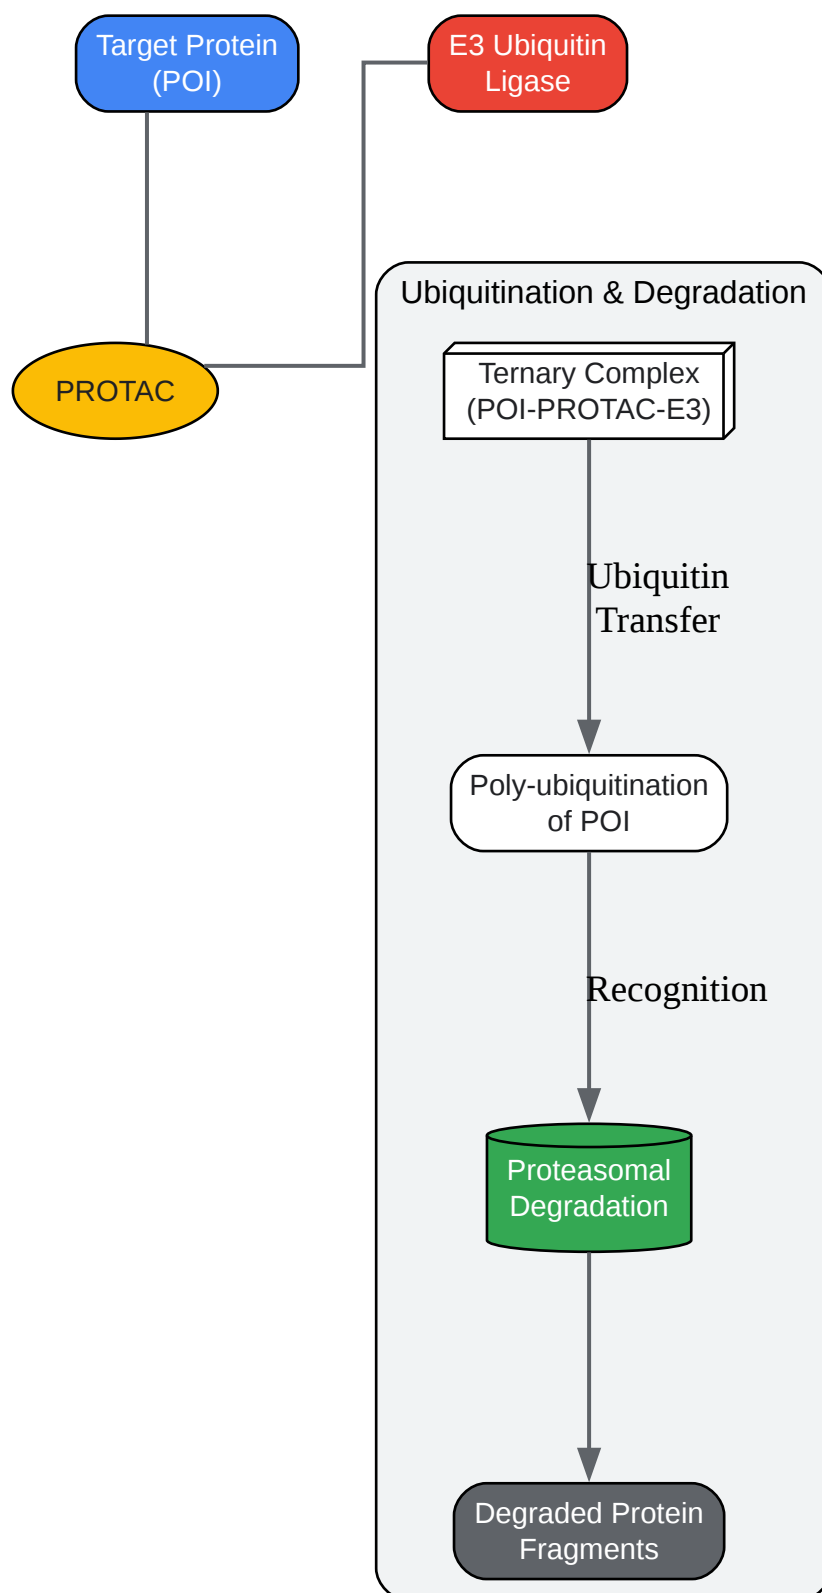 Target Protein
(POI)
E3 Ubiquitin
Ligase
Ubiquitination & Degradation
PROTAC
Ternary Complex
(POI-PROTAC-E3)
Ubiquitin
Transfer
Poly-ubiquitination
of POI
Recognition
Proteasomal
Degradation
Degraded Protein
Fragments